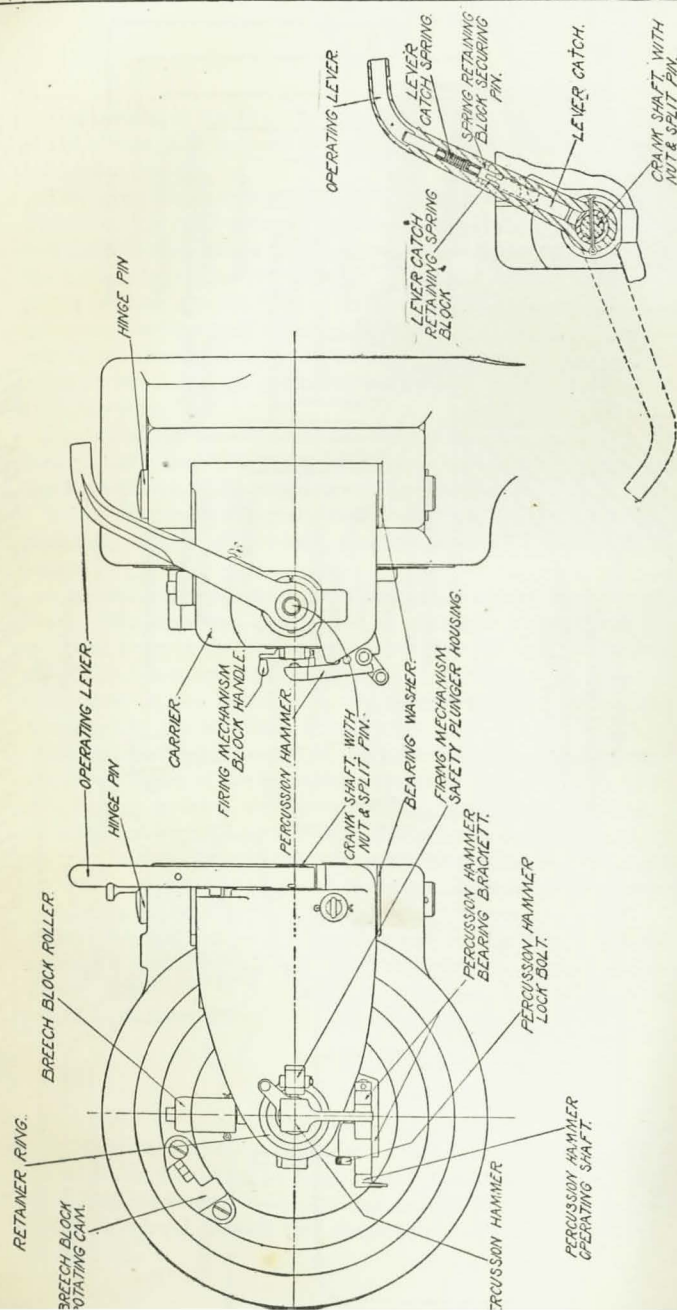 RETAINER RING.
BREECH BLOCK ROLLER.
BREECH BLOCK
ROTATING CAM.
OPERATING LEVER.
HINGE PIN
HINGE PIN
CARRIER.
FIRING MECHANISM
BLOCK HANDLE.
PERCUSSION HAMMER.
CRANK SHAFT, WITH
NUT & SPLIT PIN.
BEARING WASHER.
FIRING MECHANISM
SAFETY PLUNGER HOUSING.
PERCUSSION HAMMER
BEARING BRACKETT.
PERCUSSION HAMMER
LOCK BOLT.
PERCUSSION HAMMER
OPERATING SHAFT.
PERCUSSION HAMMER
OPERATING LEVER.
LEVER
CATCH SPRING.
SPRING RETAINING
BLOCK SECURING
PIN.
LEVER CATCH
RETAINING SPRING
BLOCK
LEVER CATCH.
CRANK SHAFT, WITH
NUT & SPLIT PIN.